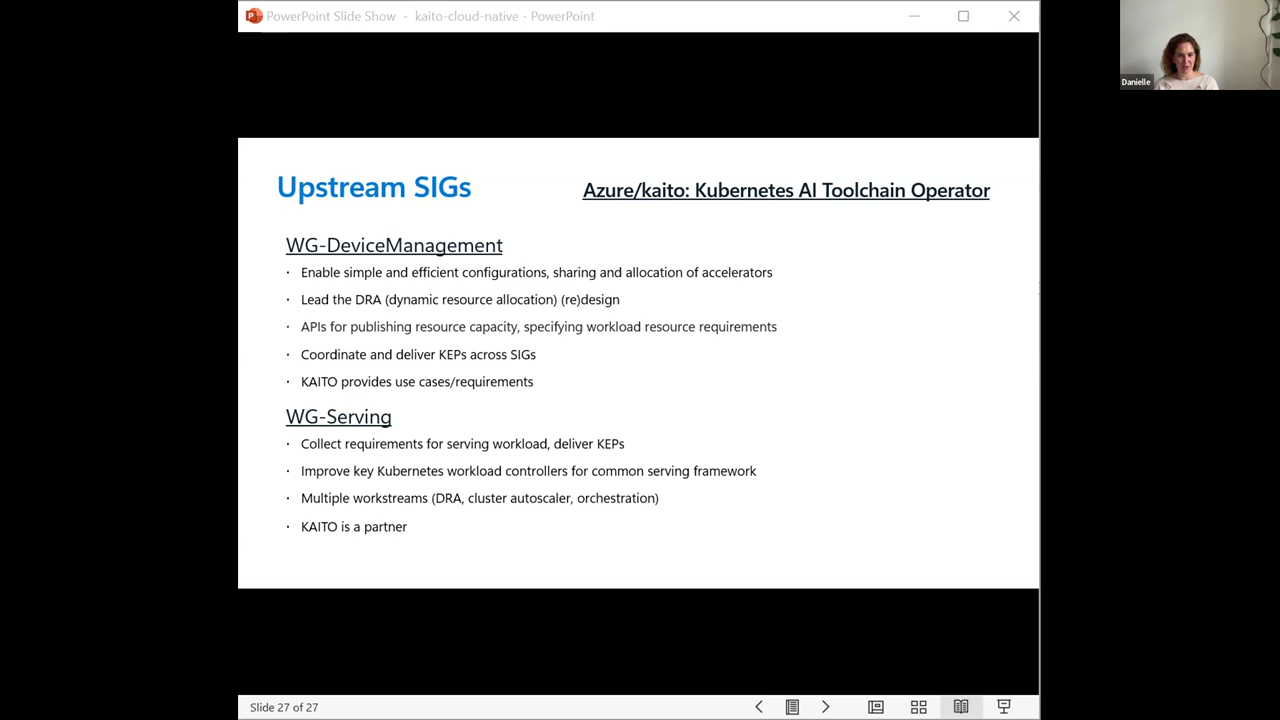 PowerPoint Slide Show - kaito-cloud-native - PowerPoint
Danielle
Upstream SIGs
Azure/kaito: Kubernetes AI Toolchain Operator
WG-DeviceManagement
· Enable simple and efficient configurations, sharing and allocation of accelerators
· Lead the DRA (dynamic resource allocation) (re)design
· APIs for publishing resource capacity, specifying workload resource requirements
· Coordinate and deliver KEPs across SIGs
· KAITO provides use cases/requirements
WG-Serving
· Collect requirements for serving workload, deliver KEPs
· Improve key Kubernetes workload controllers for common serving framework
· Multiple workstreams (DRA, cluster autoscaler, orchestration)
· KAITO is a partner
Slide 27 of 27